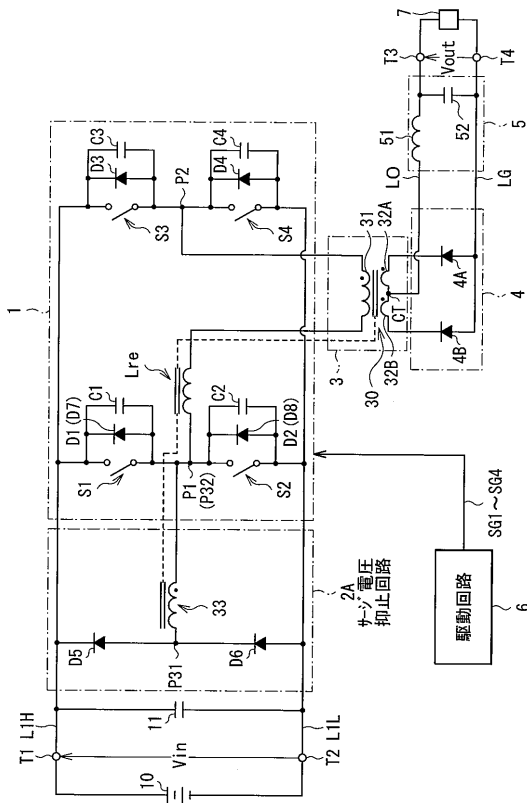 1
C1
D1(D7)
S1
Lre
D3
C3
S3
P2
D4
C4
S4
P1
(P32)
D2(D8)
C2
S2
T1
L1H
D5
33
P31
D6
2A
サージ電圧
抑止回路
10
Vin
11
T2
L1L
3
30
31
32A
32B
CT
4
4A
4B
LO
LG
51
52
5
T3
Vout
T4
7
SG1～SG4
駆動回路
6